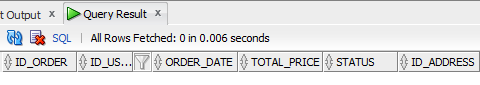 t Output × Query Result ×
SQL | All Rows Fetched: 0 in 0.006 seconds
ID_ORDER ID_US... ORDER_DATE TOTAL_PRICE STATUS ID_ADDRESS